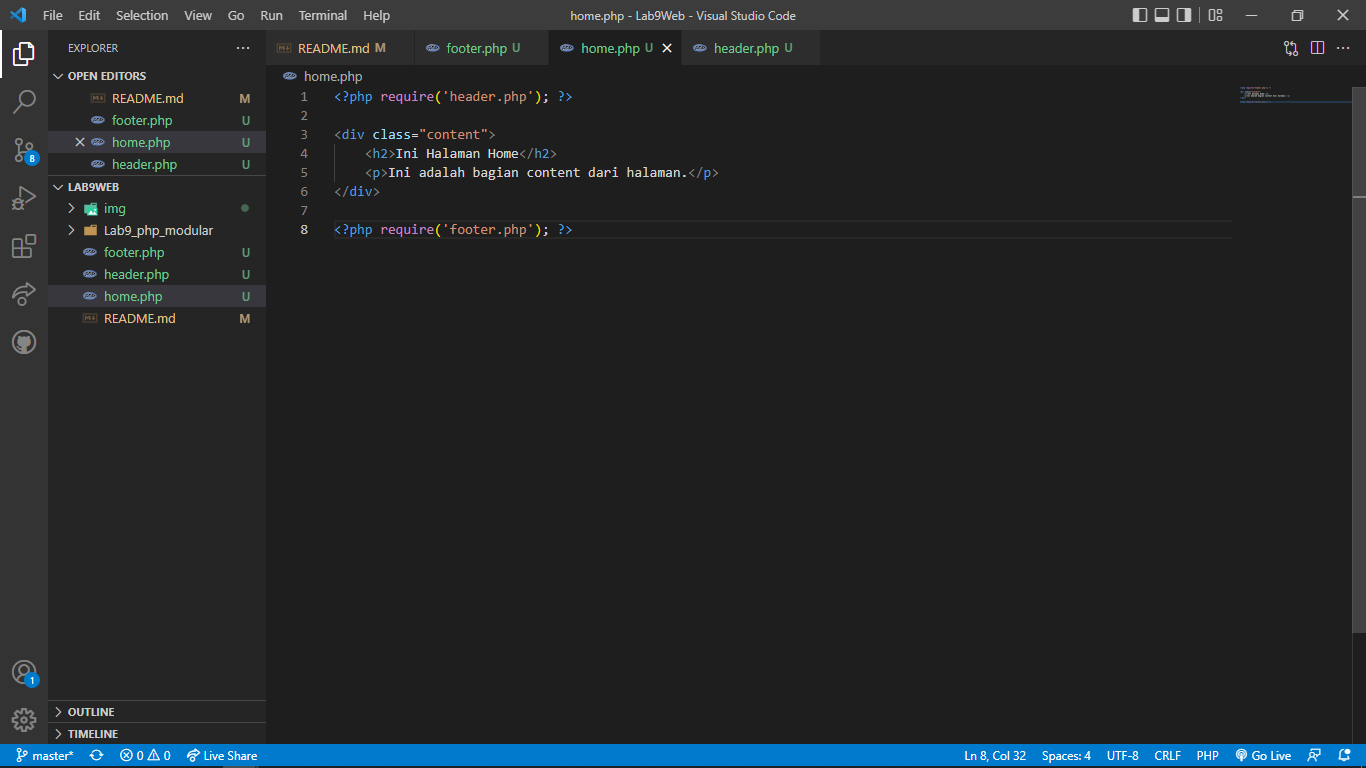 File Edit Selection View Go Run Terminal Help home.php - Lab9Web - Visual Studio Code
EXPLORER
README.md M footer.php U home.php U header.php U
OPEN EDITORS
README.md M
footer.php U
home.php U
header.php U
LAB9WEB
img
Lab9_php_modular
footer.php U
header.php U
home.php U
README.md M
OUTLINE
TIMELINE
8
1
home.php
1 <?php require('header.php'); ?>
2
3 <div class="content">
4 <h2>Ini Halaman Home</h2>
5 <p>Ini adalah bagian content dari halaman.</p>
6 </div>
7
8 <?php require('footer.php'); ?>
master* 0 0 Live Share Ln 8, Col 32 Spaces: 4 UTF-8 CRLF PHP Go Live